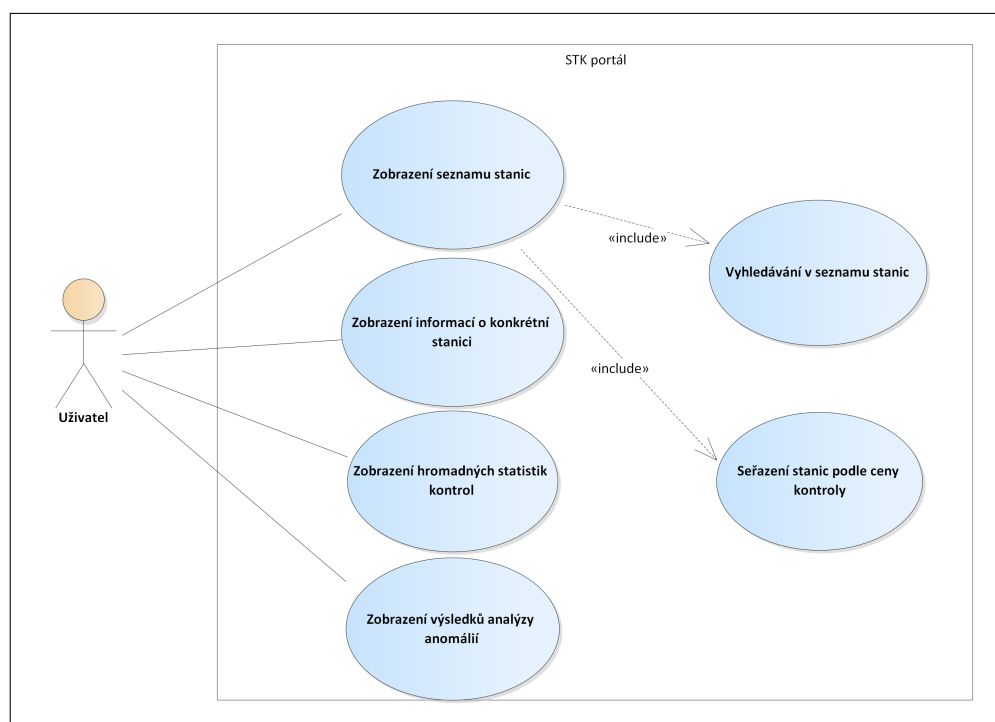 STK portál
Zobrazení seznamu stanic
«include»
Vyhledávání v seznamu stanic
Zobrazení informací o konkrétní
stanici
«include»
Uživatel
Zobrazení hromadných statistik
kontrol
Seřazení stanic podle ceny
kontroly
Zobrazení výsledků analýzy
anomálií